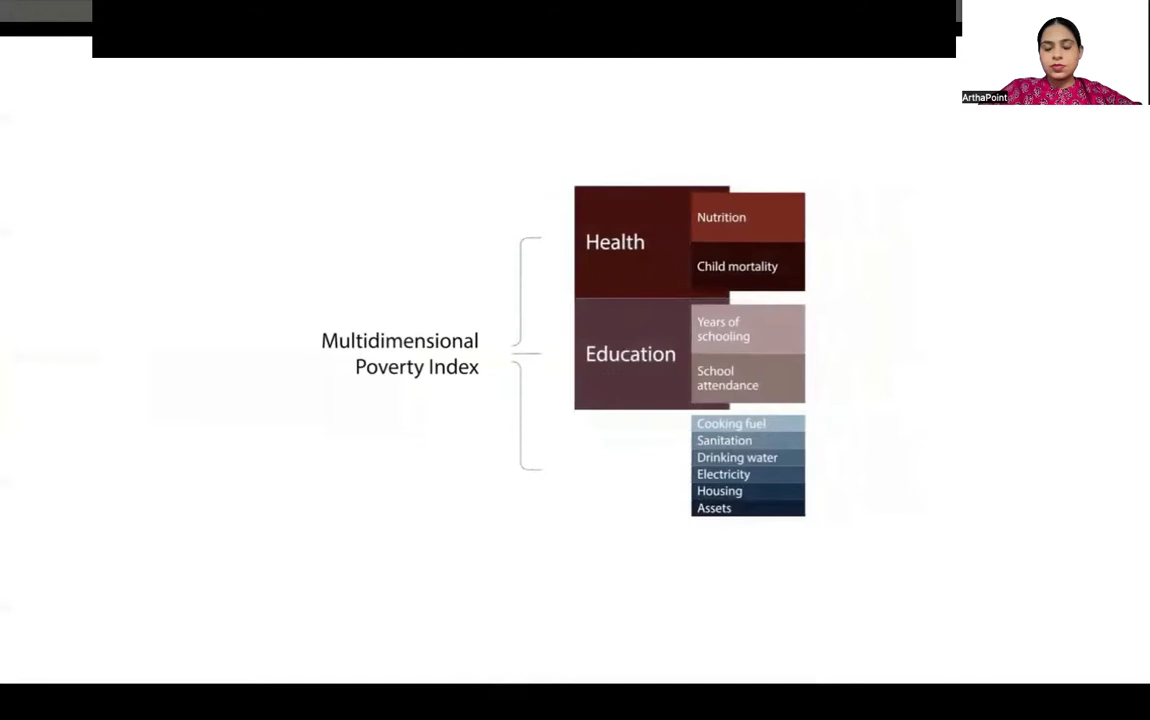 ArthaPoint
Multidimensional
Poverty Index
Health
Nutrition
Child mortality
Education
Years of
schooling
School
attendance
Cooking fuel
Sanitation
Drinking water
Electricity
Housing
Assets